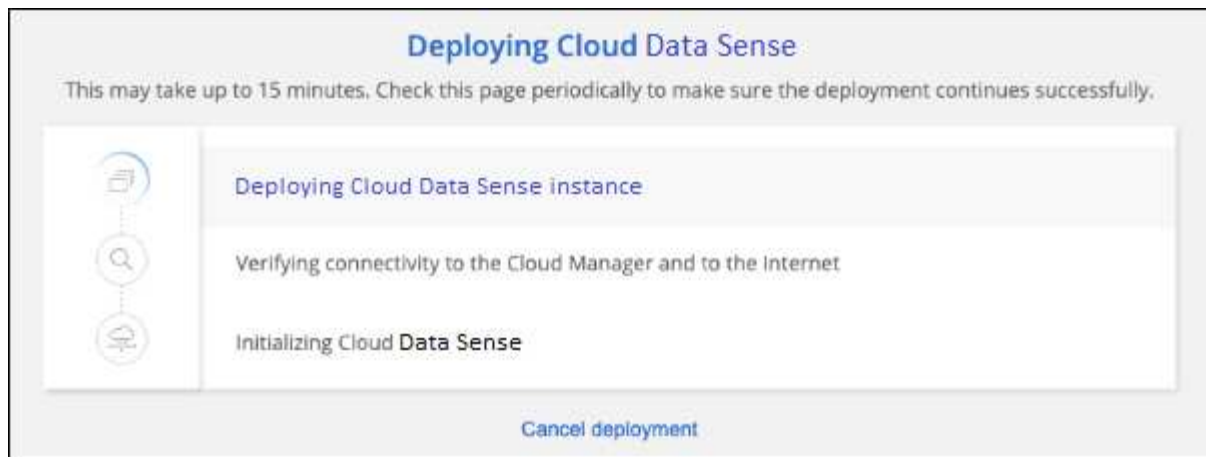 Deploying Cloud Data Sense
This may take up to 15 minutes. Check this page periodically to make sure the deployment continues successfully.
Deploying Cloud Data Sense instance
Verifying connectivity to the Cloud Manager and to the Internet
Initializing Cloud Data Sense
Cancel deployment